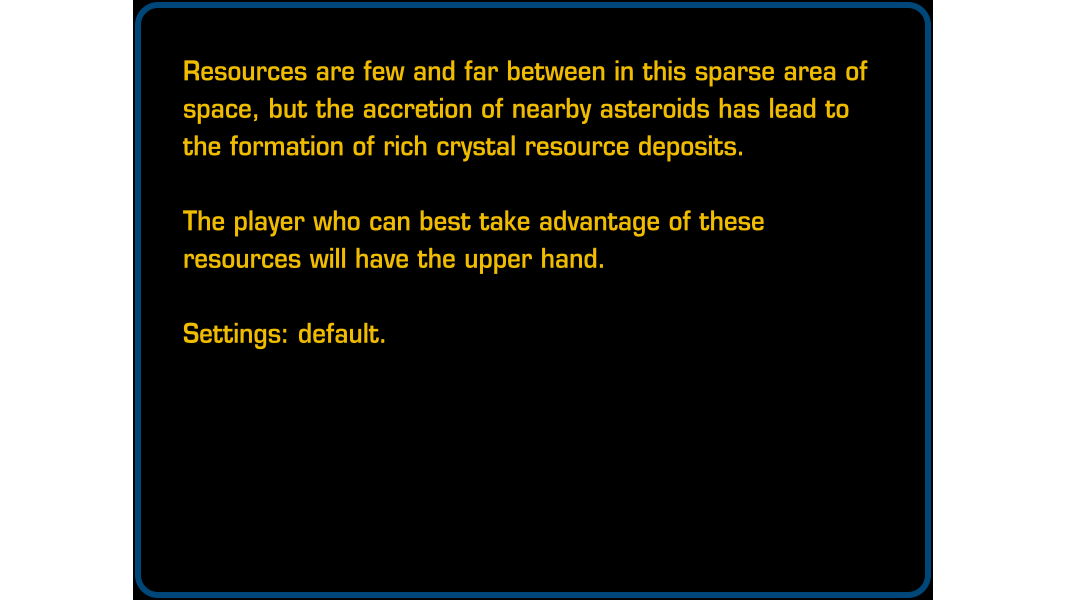 Resources are few and far between in this sparse area of
space, but the accretion of nearby asteroids has lead to
the formation of rich crystal resource deposits.
The player who can best take advantage of these
resources will have the upper hand.
Settings: default.